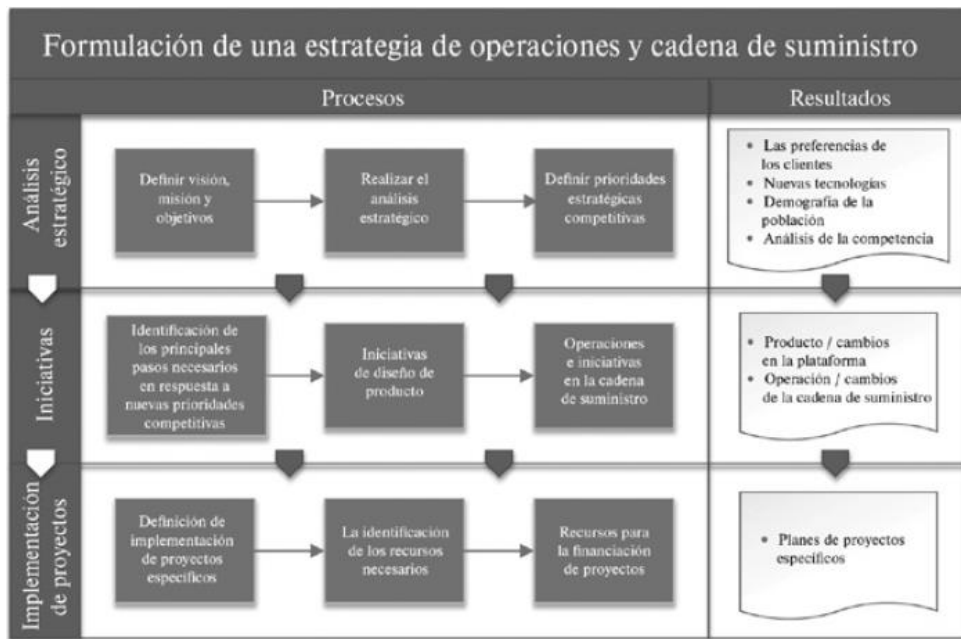 Formulación de una estrategia de operaciones y cadena de suministro
Procesos
Resultados
Análisis
estratégico
Definir visión,
misión y
objetivos
Realizar el
análisis
estratégico
Definir prioridades
estratégicas
competitivas
• Las preferencias de
los clientes
• Nuevas tecnologías
• Demografía de la
población
• Análisis de la competencia
Iniciativas
Identificación de
los principales
pasos necesarios
en respuesta a
nuevas prioridades
competitivas
Iniciativas
de diseño de
producto
Operaciones
e iniciativas
en la cadena
de suministro
• Producto / cambios
en la plataforma
• Operación / cambios
de la cadena de suministro
Implementación
de proyectos
Definición de
implementación
de proyectos
específicos
La identificación
de los recursos
necesarios
Recursos para
la financiación
de proyectos
• Planes de proyectos
específicos